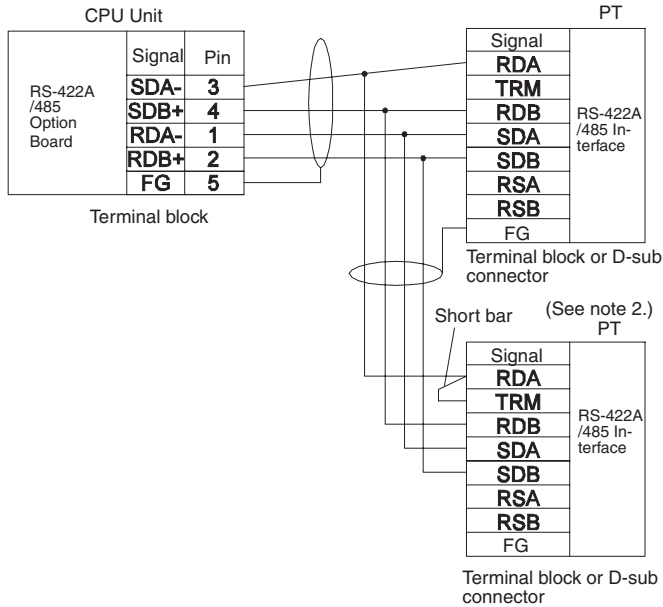 CPU Unit
Signal Pin
RS-422A
/485
Option
Board
SDA- 3
SDB+ 4
RDA- 1
RDB+ 2
FG 5
Terminal block
PT
Signal
RDA
TRM
RDB
SDA
SDB
RSA
RSB
FG
RS-422A
/485 In-
terface
Terminal block or D-sub
connector
Short bar
(See note 2.)
PT
Signal
RDA
TRM
RDB
SDA
SDB
RSA
RSB
FG
RS-422A
/485 In-
terface
Terminal block or D-sub
connector